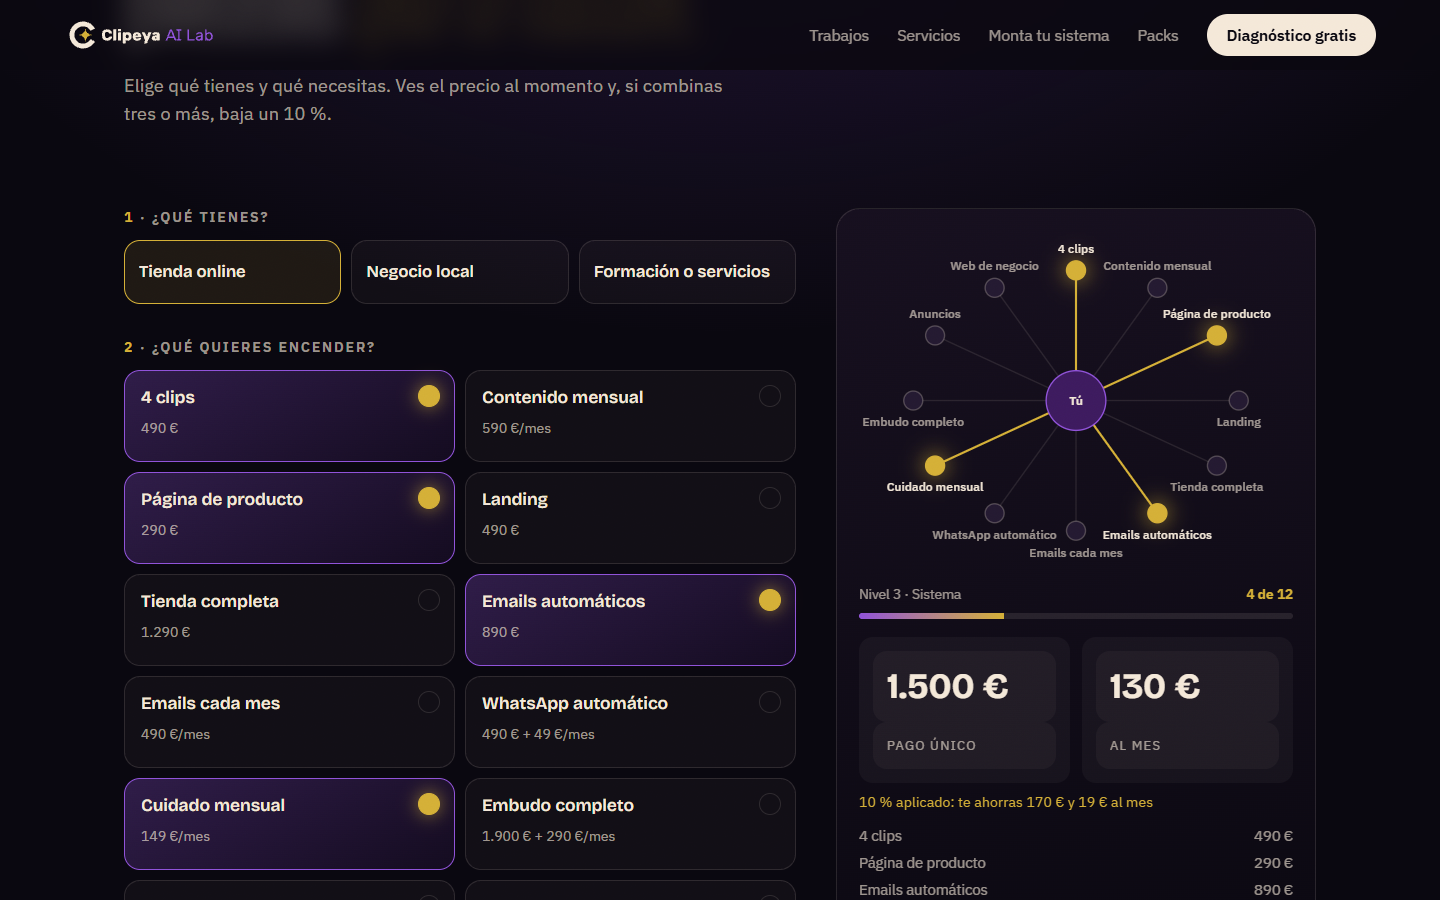 Clipeya AI Lab
Trabajos
Servicios
Monta tu sistema
Packs
Diagnóstico gratis
Elige qué tienes y qué necesitas. Ves el precio al momento y, si combinas
tres o más, baja un 10 %.
1 · ¿QUÉ TIENES?
Tienda online
Negocio local
Formación o servicios
2 · ¿QUÉ QUIERES ENCENDER?
4 clips
490 €
Contenido mensual
590 €/mes
Página de producto
290 €
Landing
490 €
Tienda completa
1.290 €
Emails automáticos
890 €
Emails cada mes
490 €/mes
WhatsApp automático
490 € + 49 €/mes
Cuidado mensual
149 €/mes
Embudo completo
1.900 € + 290 €/mes
4 clips
Web de negocio
Contenido mensual
Anuncios
Página de producto
Tú
Embudo completo
Landing
Cuidado mensual
Tienda completa
WhatsApp automático
Emails automáticos
Emails cada mes
Nivel 3 · Sistema
4 de 12
1.500 €
PAGO ÚNICO
130 €
AL MES
10 % aplicado: te ahorras 170 € y 19 € al mes
4 clips
490 €
Página de producto
290 €
Emails automáticos
890 €